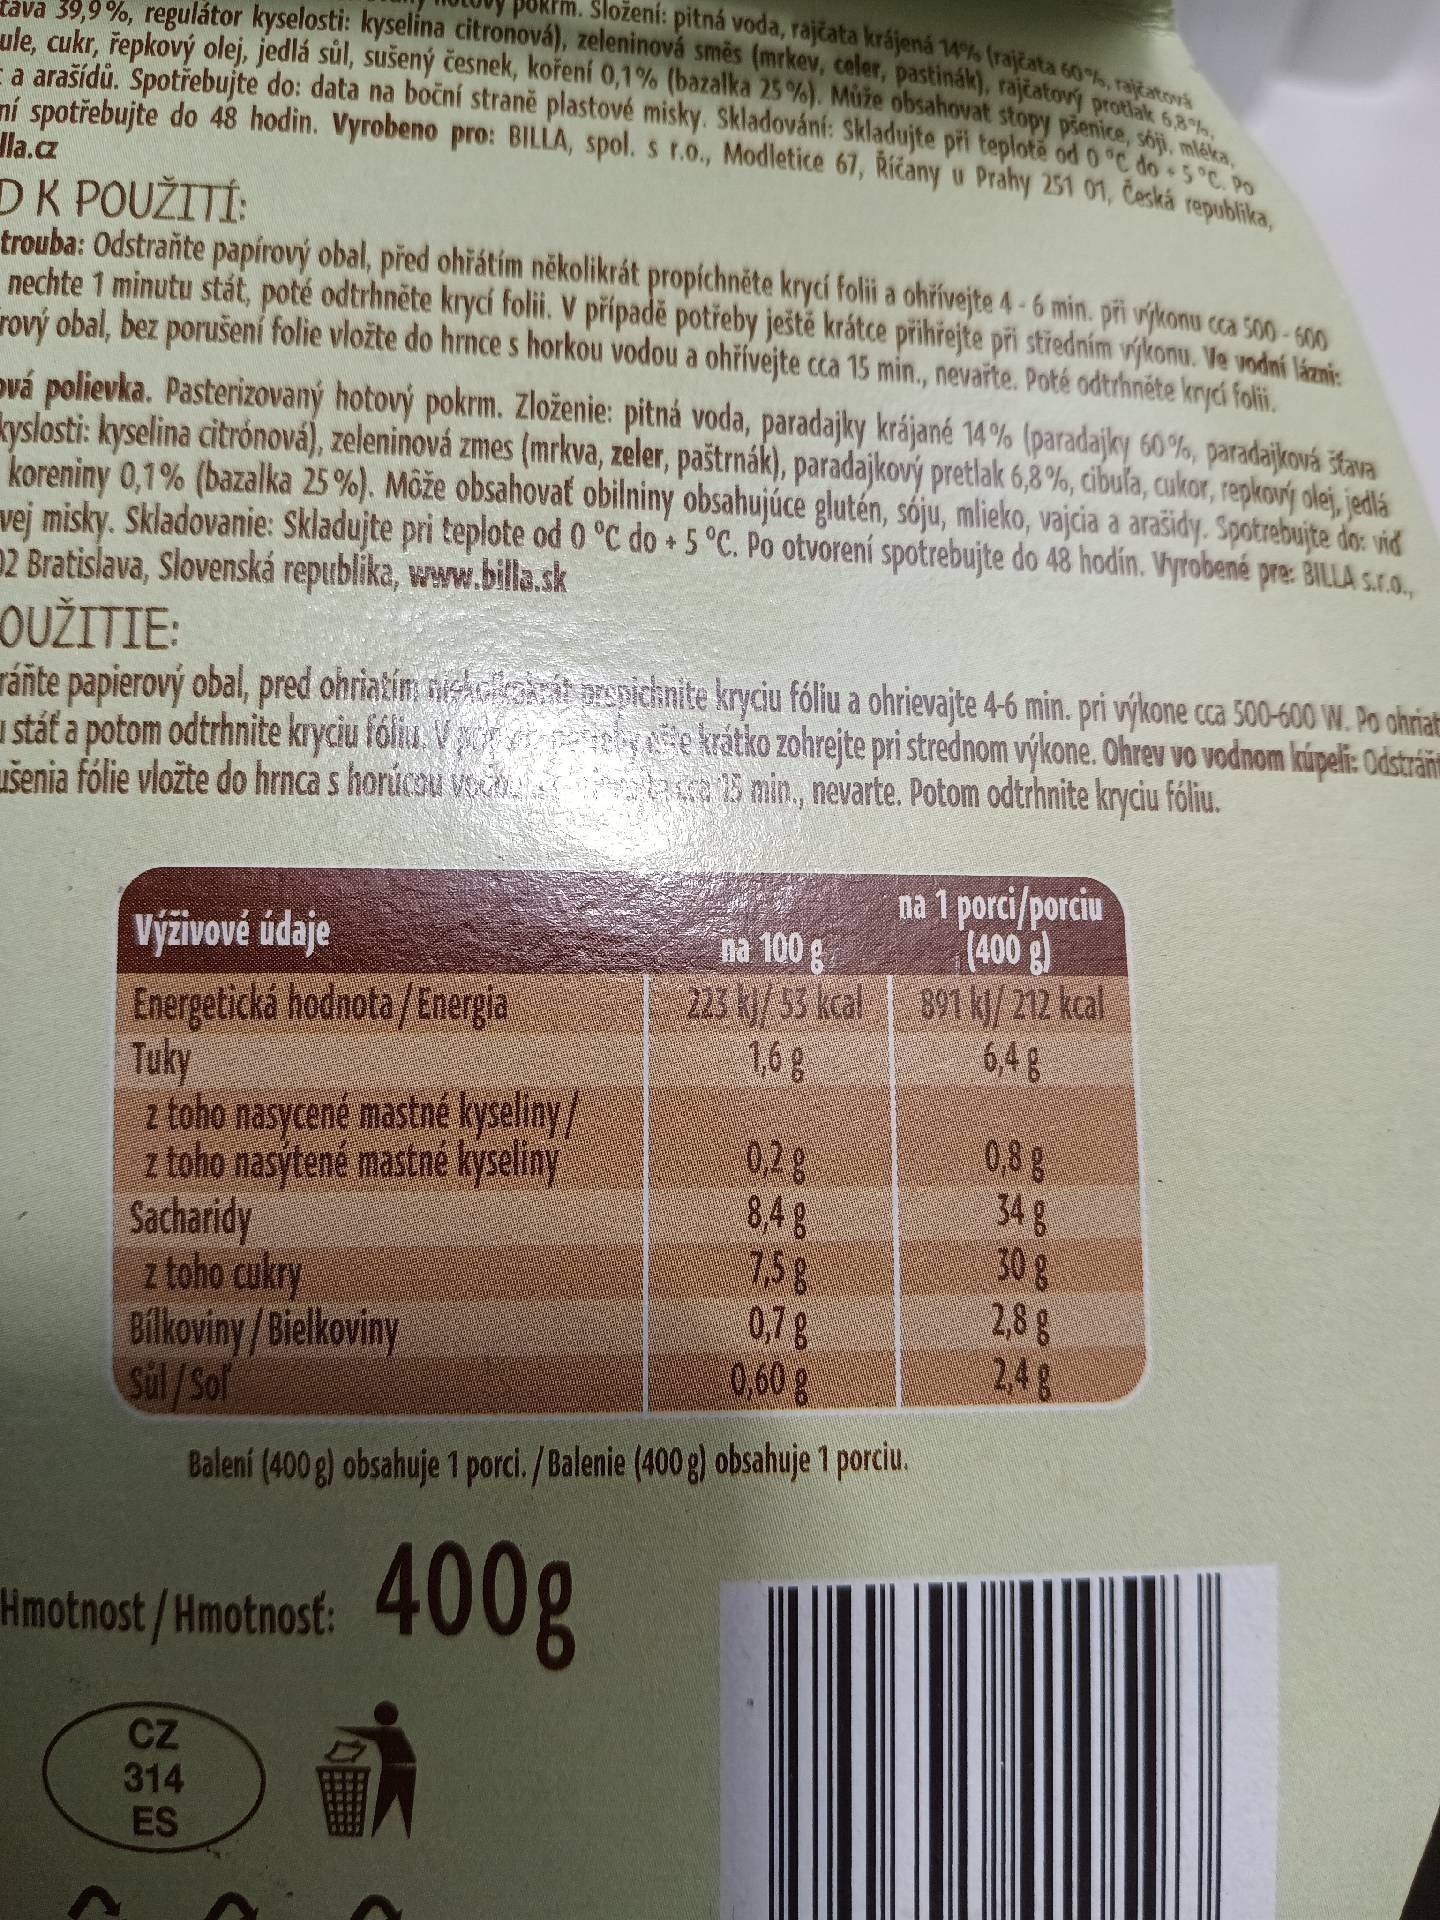 pokrm. Složení: pitná voda, rajčata krájená 14% (rajčata 60%, rajčatová
39,9%, regulátor kyselosti: kyselina citronová), zeleninová směs (mrkev, celer, pastinák), rajčatový protlak 6,8%,
ule, cukr, řepkový olej, jedlá sůl, sušený česnek, koření 0,1% (bazalka 25%). Může obsahovat stopy pšenice, sóji, mléka,
a arašídů. Spotřebujte do: data na boční straně plastové misky. Skladování: Skladujte při teplotě od 0 °C do + 5 °C. Po
ní spotřebujte do 48 hodin. Vyrobeno pro: BILLA, spol. s r.o., Modletice 67, Říčany u Prahy 251 01, Česká republika,
lla.cz
D K POUŽITÍ:
trouba: Odstraňte papírový obal, před ohřátím několikrát propíchněte krycí folii a ohřívejte 4 - 6 min. při výkonu cca 500 - 600
nechte 1 minutu stát, poté odtrhněte krycí folii. V případě potřeby ještě krátce přihřejte při středním výkonu. Ve vodní lázni:
rový obal, bez porušení folie vložte do hrnce s horkou vodou a ohřívejte cca 15 min., nevařte. Poté odtrhněte krycí folii.
ová polievka. Pasterizovaný hotový pokrm. Zloženie: pitná voda, paradajky krájané 14% (paradajky 60%, paradajková šťava
kyslosti: kyselina citrónová), zeleninová zmes (mrkva, zeler, paštrnák), paradajkový pretlak 6,8%, cibuľa, cukor, repkový olej, jedlá
koreniny 0,1% (bazalka 25%). Môže obsahovať obilniny obsahujúce glutén, sóju, mlieko, vajcia a arašidy. Spotrebujte do: viď
vej misky. Skladovanie: Skladujte pri teplote od 0 °C do + 5 °C. Po otvorení spotrebujte do 48 hodín. Vyrobené pre: BILLA s.r.o.,
02 Bratislava, Slovenská republika, www.billa.sk
OUŽITIE:
ráňte papierový obal, pred ohriatím prepichnite kryciu fóliu a ohrievajte 4-6 min. pri výkone cca 500-600 W. Po ohriat
stáť a potom odtrhnite kryciu fóliu. V krátko zohrejte pri strednom výkone. Ohrev vo vodnom kúpeli: Odstráňt
ušenia fólie vložte do hrnca s horúcou cca 15 min., nevarte. Potom odtrhnite kryciu fóliu.
Výživové údaje na 100 g na 1 porci/porciu (400 g)
Energetická hodnota / Energia 223 kJ/ 53 kcal 891 kJ/ 212 kcal
Tuky 1,6 g 6,4 g
z toho nasycené mastné kyseliny /
z toho nasýtené mastné kyseliny 0,2 g 0,8 g
Sacharidy 8,4 g 34 g
z toho cukry 7,5 g 30 g
Bílkoviny / Bielkoviny 0,7 g 2,8 g
Sůl / Soľ 0,60 g 2,4 g
Balení (400 g) obsahuje 1 porci. / Balenie (400 g) obsahuje 1 porciu.
Hmotnost / Hmotnosť: 400g
CZ
314
ES